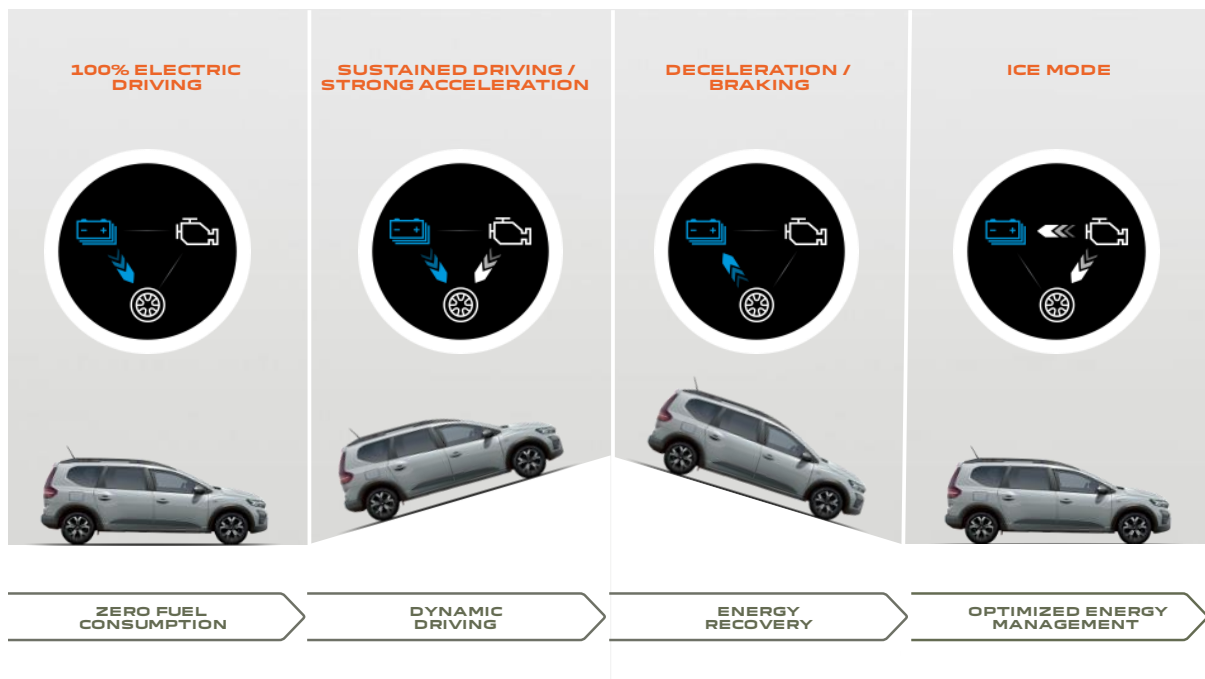 100% ELECTRIC
DRIVING
SUSTAINED DRIVING /
STRONG ACCELERATION
DECELERATION /
BRAKING
ICE MODE
ZERO FUEL
CONSUMPTION
DYNAMIC
DRIVING
ENERGY
RECOVERY
OPTIMIZED ENERGY
MANAGEMENT